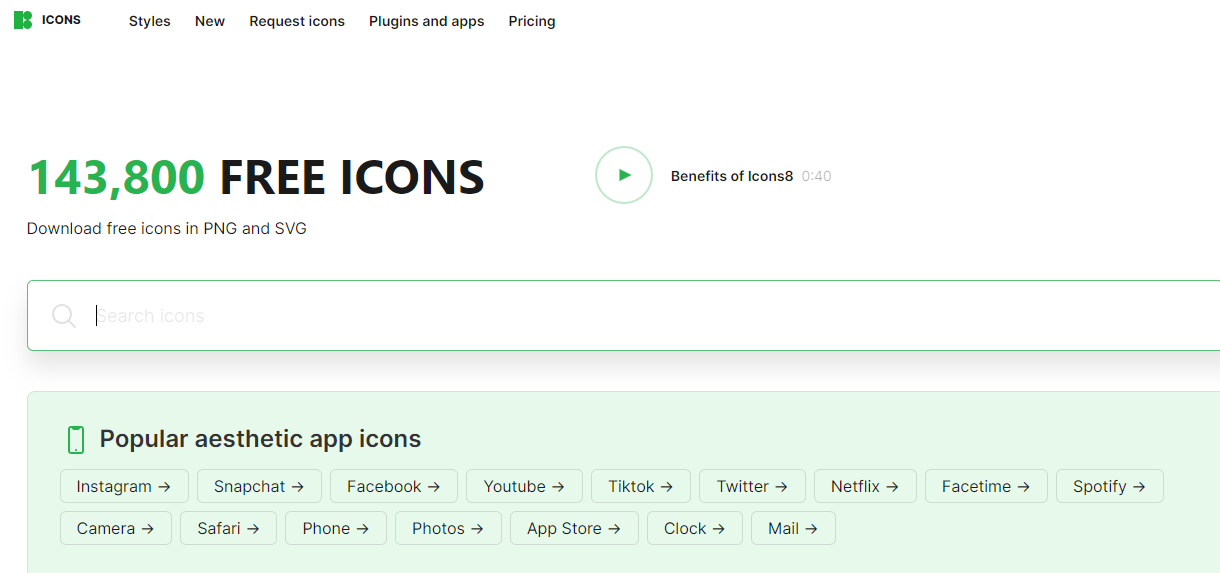 ICONS Styles New Request icons Plugins and apps Pricing
143,800 FREE ICONS
Benefits of Icons8 0:40
Download free icons in PNG and SVG
Search icons
Popular aesthetic app icons
Instagram → Snapchat → Facebook → Youtube → Tiktok → Twitter → Netflix → Facetime → Spotify →
Camera → Safari → Phone → Photos → App Store → Clock → Mail →